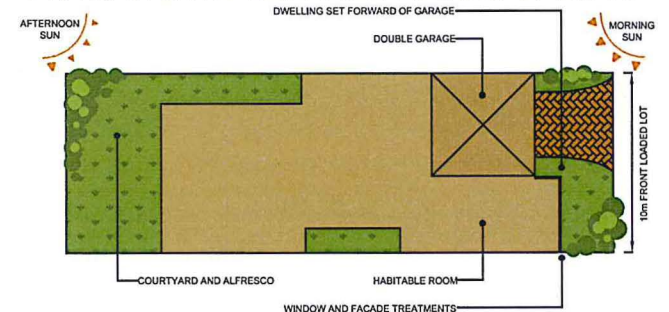 DWELLING SET FORWARD OF GARAGE
AFTERNOON
SUN
MORNING
SUN
DOUBLE GARAGE
10m FRONT LOADED LOT
COURTYARD AND ALFRESCO
HABITABLE ROOM
WINDOW AND FACADE TREATMENTS